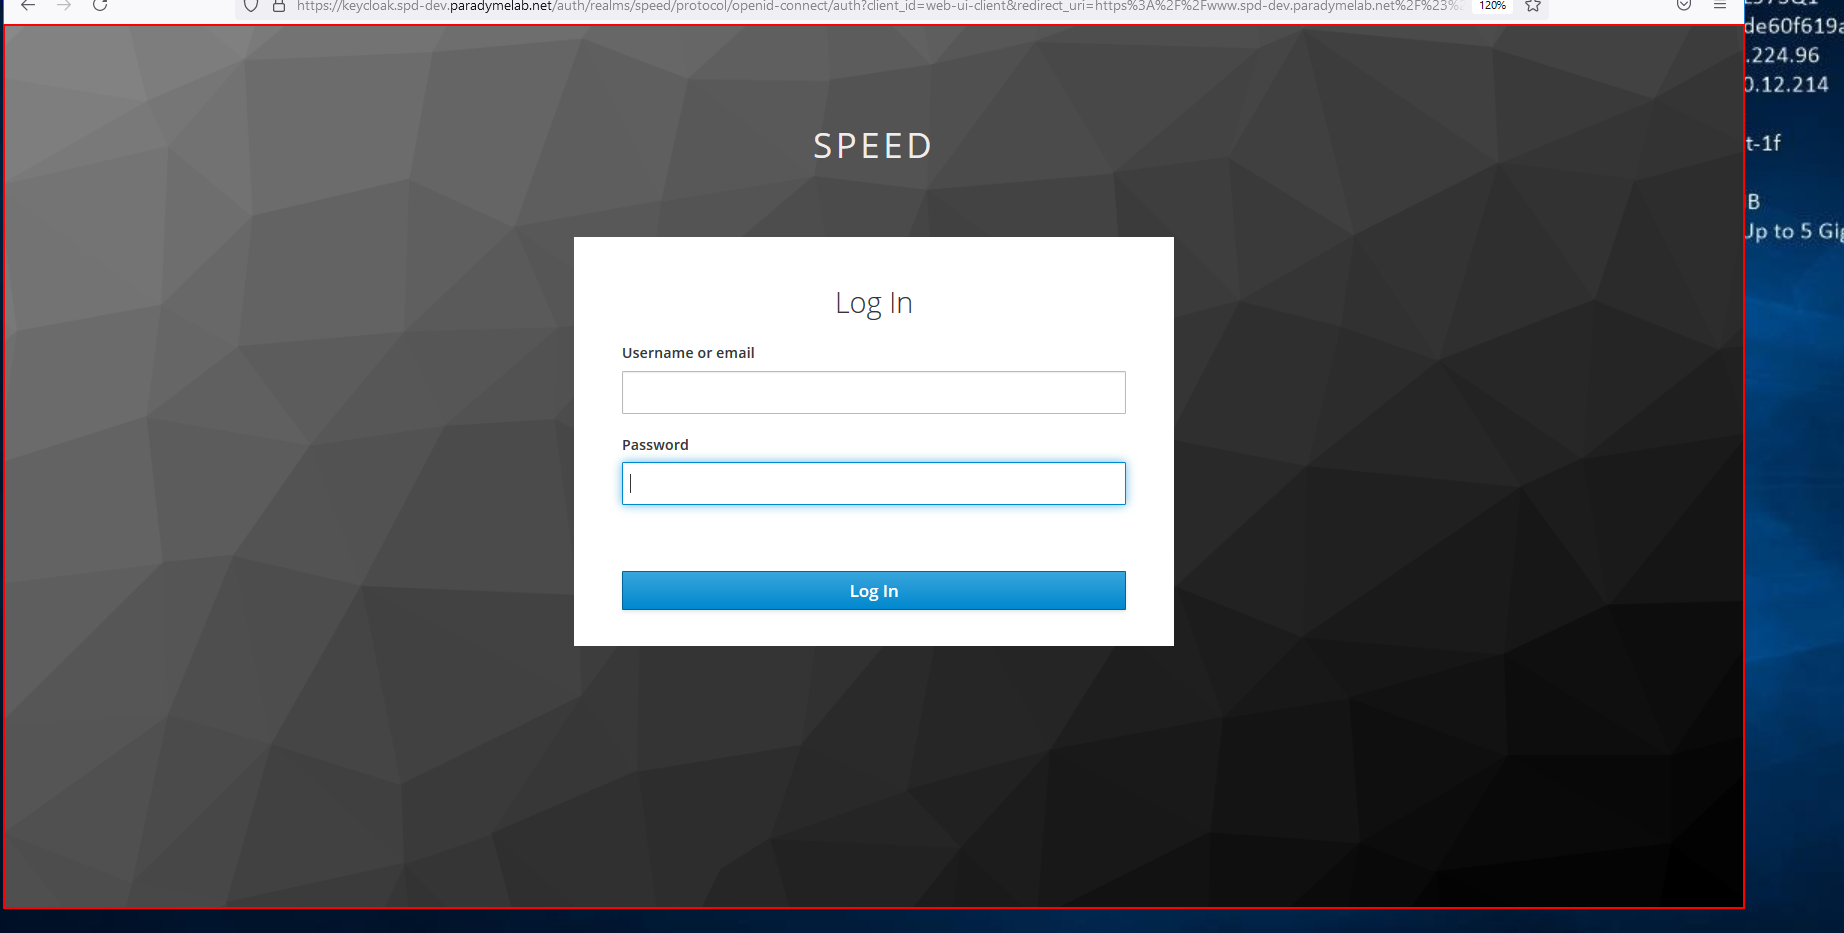 https://keycloak.spd-dev.paradymelab.net/auth/realms/speed/protocol/openid-connect/auth?client_id=web-ui-client&redirect_uri=https%3A%2F%2Fwww.spd-dev.paradymelab.net%2F%23%2 120%
de60f619a
.224.96
0.12.214
t-1f
B
Up to 5 Gig
SPEED
Log In
Username or email
Password
Log In